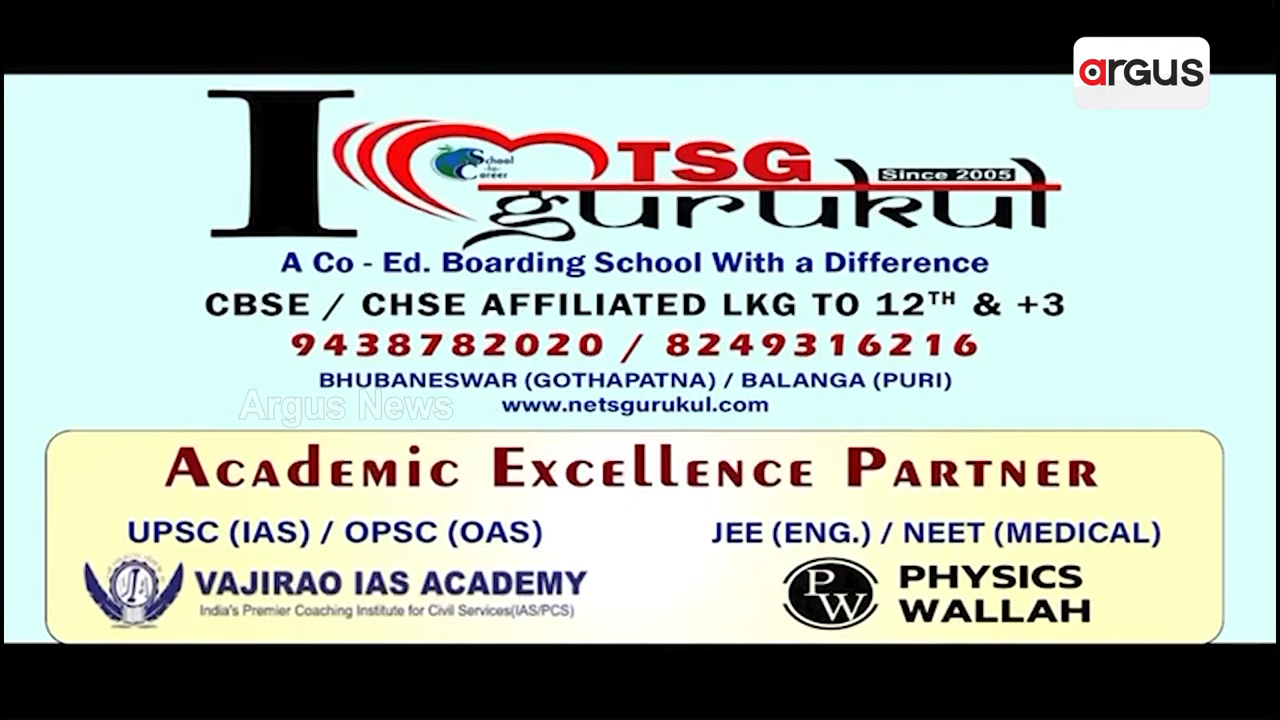 argus
I TSG
School
-to-
Career
Since 2005
gurukul
A Co - Ed. Boarding School With a Difference
CBSE / CHSE AFFILIATED LKG TO 12TH & +3
9438782020 / 8249316216
BHUBANESWAR (GOTHAPATNA) / BALANGA (PURI)
Argus News
www.netsgurukul.com
Academic Excellence Partner
UPSC (IAS) / OPSC (OAS) JEE (ENG.) / NEET (MEDICAL)
VIA VAJIRAO IAS ACADEMY
India's Premier Coaching Institute for Civil Services(IAS/PCS)
PW PHYSICS
WALLAH